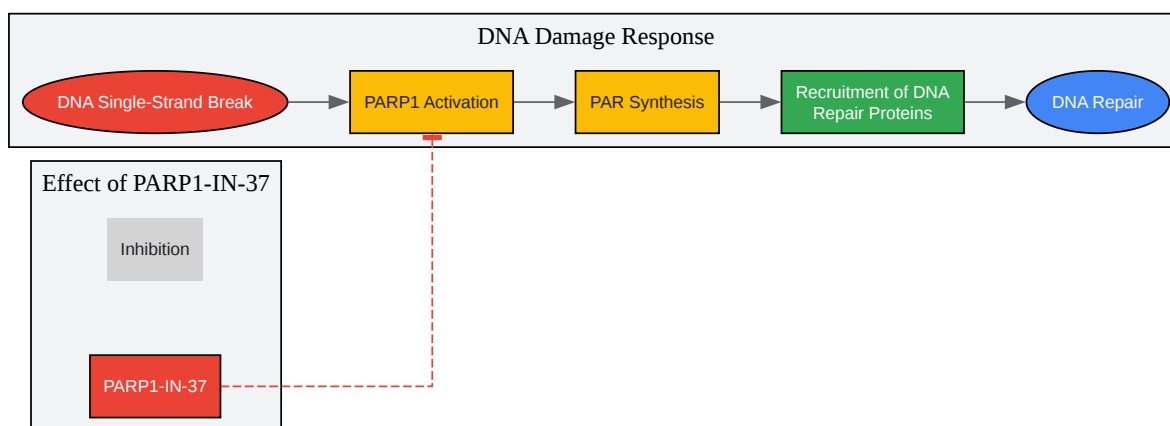 DNA Damage Response
DNA Single-Strand Break
PARP1 Activation
PAR Synthesis
Recruitment of DNA
Repair Proteins
DNA Repair
Effect of PARP1-IN-37
Inhibition
PARP1-IN-37